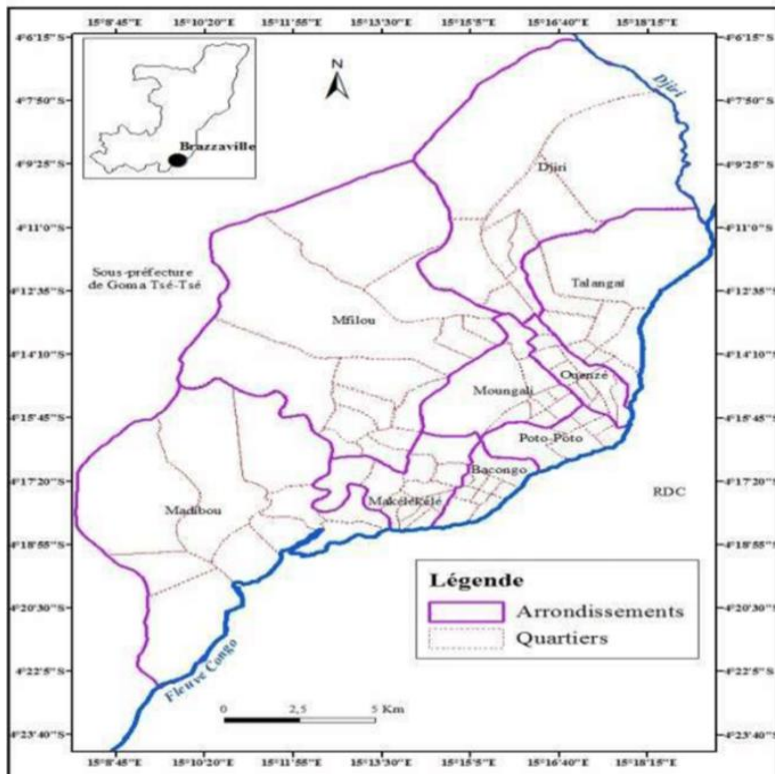 15°8'45"E 15°10'20"E 15°11'55"E 15°13'30"E 15°15'5"E 15°16'40"E 15°18'15"E
4°6'15"S 4°6'15"S
N
Djiri
Brazzaville
4°7'50"S 4°7'50"S
4°9'25"S 4°9'25"S
Djiri
4°11'0"S 4°11'0"S
Sous-préfecture
de Goma Tsé-Tsé
Talangaï
4°12'35"S 4°12'35"S
Mfilou
4°14'10"S 4°14'10"S
Ouenzé
Moungali
4°15'45"S 4°15'45"S
Poto-Poto
Bacongo
4°17'20"S 4°17'20"S
RDC
Makélékélé
Madibou
4°18'55"S 4°18'55"S
Légende
Arrondissements
Quartiers
4°20'30"S 4°20'30"S
4°22'5"S 4°22'5"S
Fleuve Congo
0 2,5 5 Km
4°23'40"S 4°23'40"S
15°8'45"E 15°10'20"E 15°11'55"E 15°13'30"E 15°15'5"E 15°16'40"E 15°18'15"E